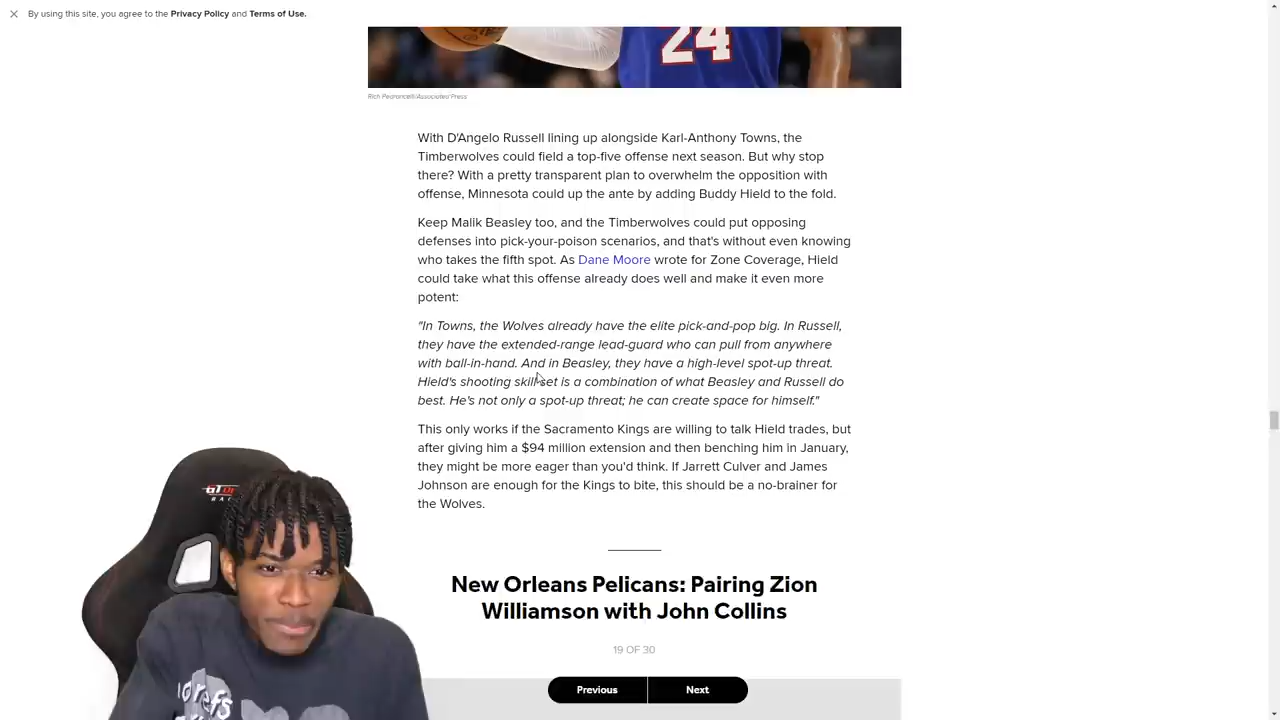 By using this site, you agree to the Privacy Policy and Terms of Use.
24
Rich Pedroncelli/Associated Press
With D'Angelo Russell lining up alongside Karl-Anthony Towns, the
Timberwolves could field a top-five offense next season. But why stop
there? With a pretty transparent plan to overwhelm the opposition with
offense, Minnesota could up the ante by adding Buddy Hield to the fold.
Keep Malik Beasley too, and the Timberwolves could put opposing
defenses into pick-your-poison scenarios, and that's without even knowing
who takes the fifth spot. As Dane Moore wrote for Zone Coverage, Hield
could take what this offense already does well and make it even more
potent:
"In Towns, the Wolves already have the elite pick-and-pop big. In Russell,
they have the extended-range lead-guard who can pull from anywhere
with ball-in-hand. And in Beasley, they have a high-level spot-up threat.
Hield's shooting skillset is a combination of what Beasley and Russell do
best. He's not only a spot-up threat; he can create space for himself."
This only works if the Sacramento Kings are willing to talk Hield trades, but
after giving him a $94 million extension and then benching him in January,
they might be more eager than you'd think. If Jarrett Culver and James
Johnson are enough for the Kings to bite, this should be a no-brainer for
the Wolves.
New Orleans Pelicans: Pairing Zion
Williamson with John Collins
19 OF 30
Previous
Next